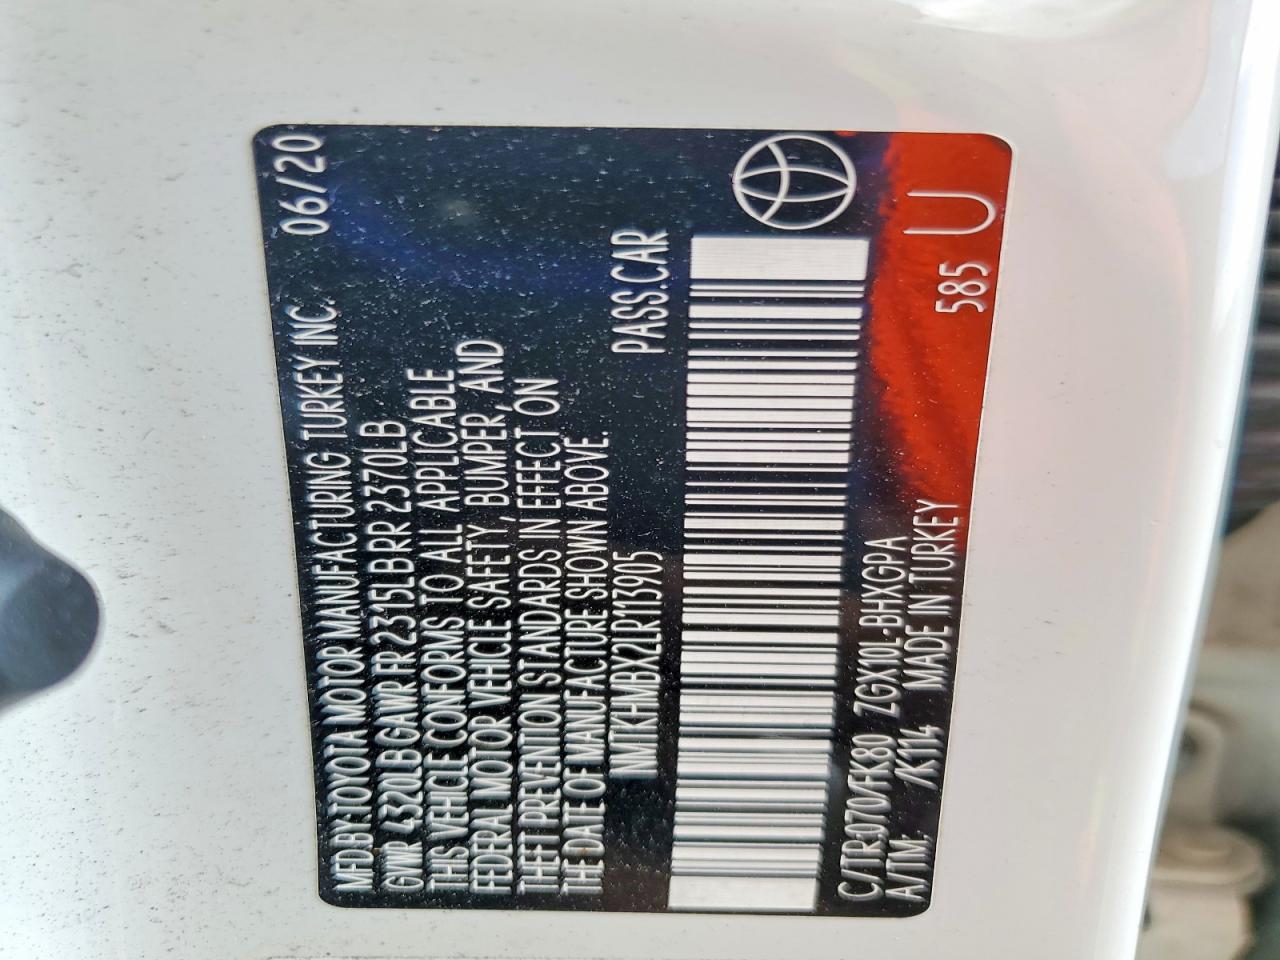 MFD.BY:TOYOTA MOTOR MANUFACTURING TURKEY INC. 06/20
GVWR 4320LB GAWR FR 2315LB RR 2370LB
THIS VEHICLE CONFORMS TO ALL APPLICABLE
FEDERAL MOTOR VEHICLE SAFETY, BUMPER, AND
THEFT PREVENTION STANDARDS IN EFFECT ON
THE DATE OF MANUFACTURE SHOWN ABOVE.
NMTKHMBX2LR113905 PASS.CAR
C/TR:070/FK80 ZGX10L-BHXGPA 585 U
A/TM: /K114 MADE IN TURKEY